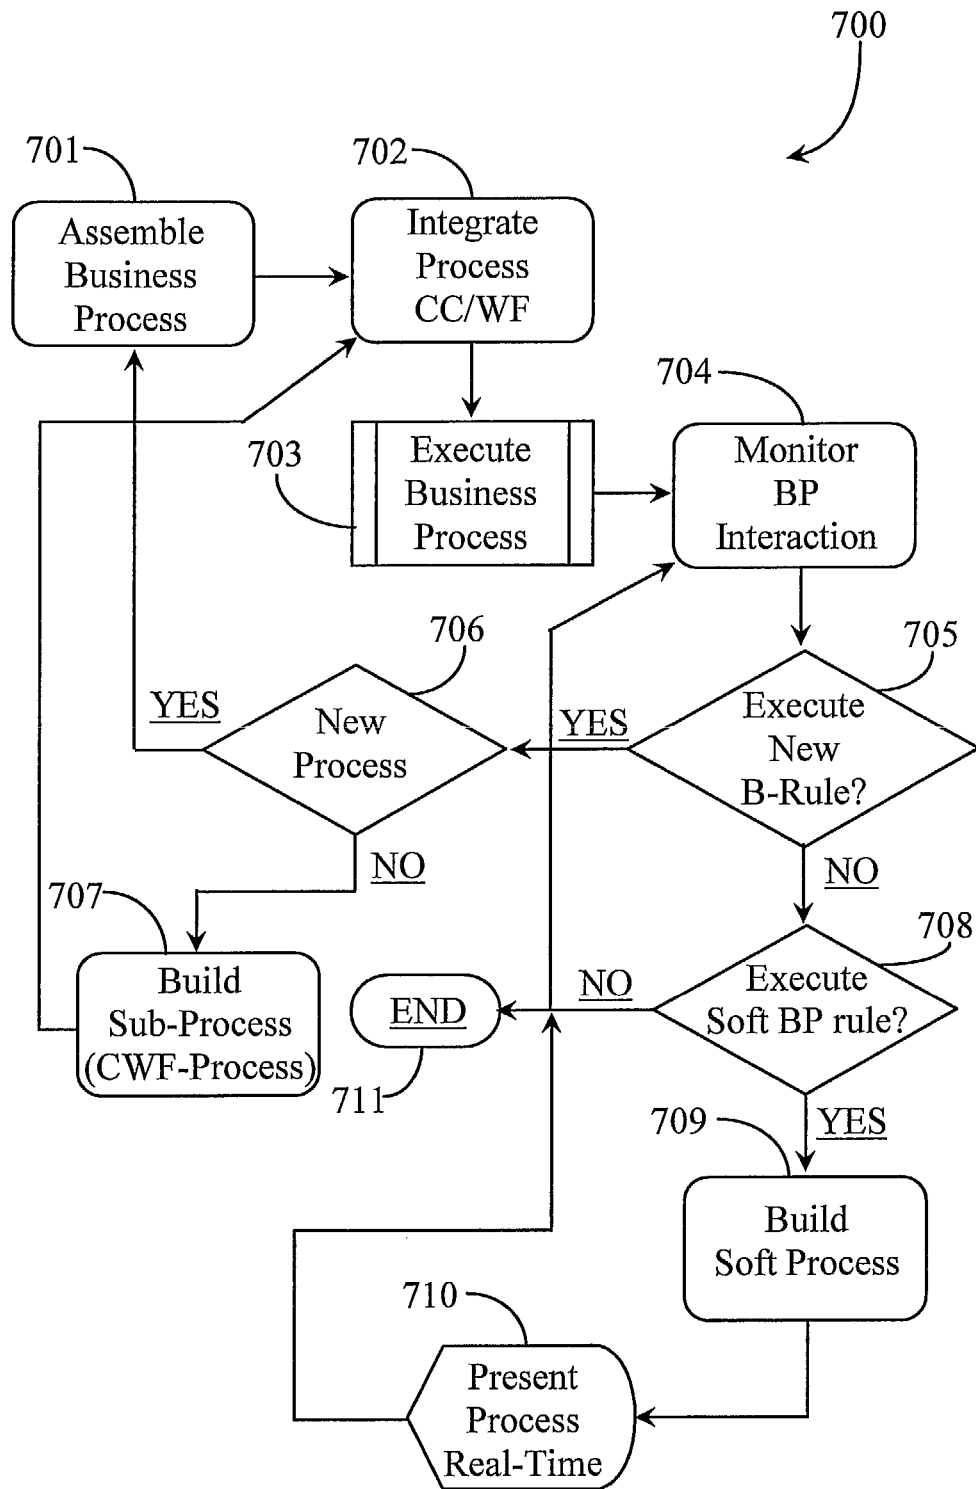 700
701
702
Assemble
Business
Process
Integrate
Process
CC/WF
704
703
Execute
Business
Process
Monitor
BP
Interaction
706
705
YES
New
Process
YES
Execute
New
B-Rule?
NO
NO
707
708
Build
Sub-Process
(CWF-Process)
END
NO
Execute
Soft BP rule?
711
709
YES
Build
Soft Process
710
Present
Process
Real-Time